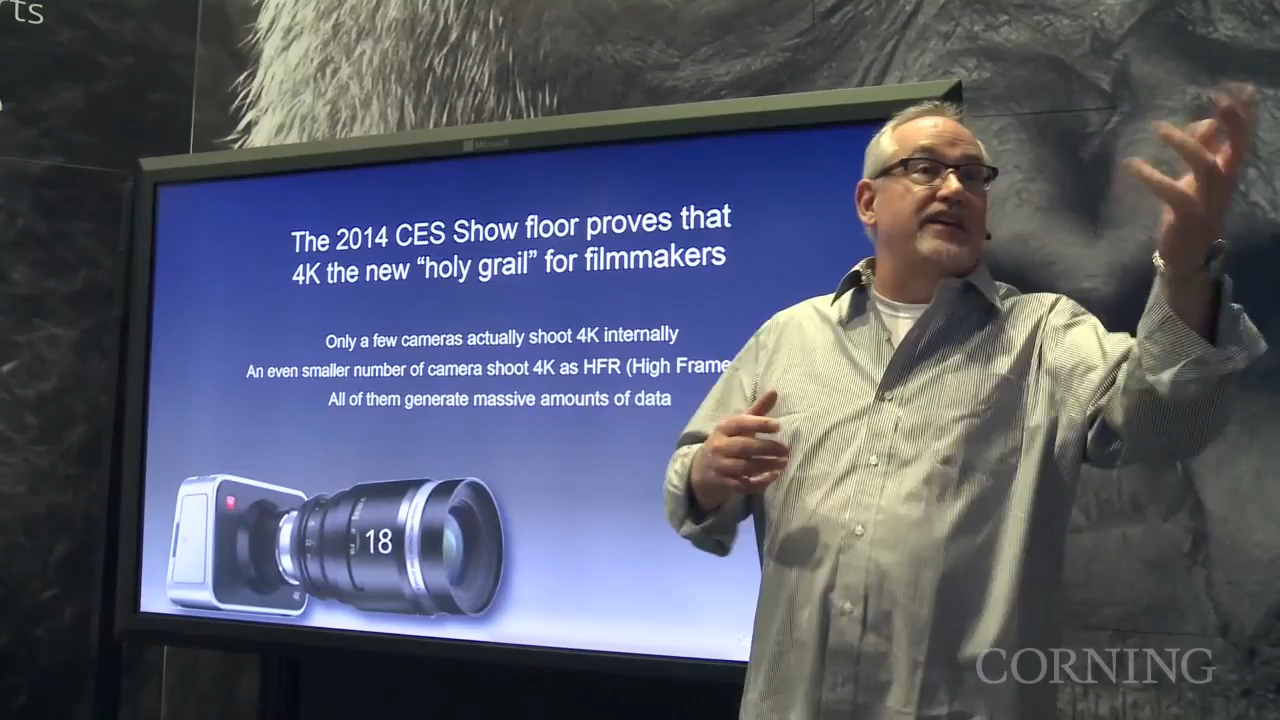 ts
Microsoft
The 2014 CES Show floor proves that
4K the new “holy grail” for filmmakers
Only a few cameras actually shoot 4K internally
An even smaller number of camera shoot 4K as HFR (High Frame
All of them generate massive amounts of data
18
CORNING